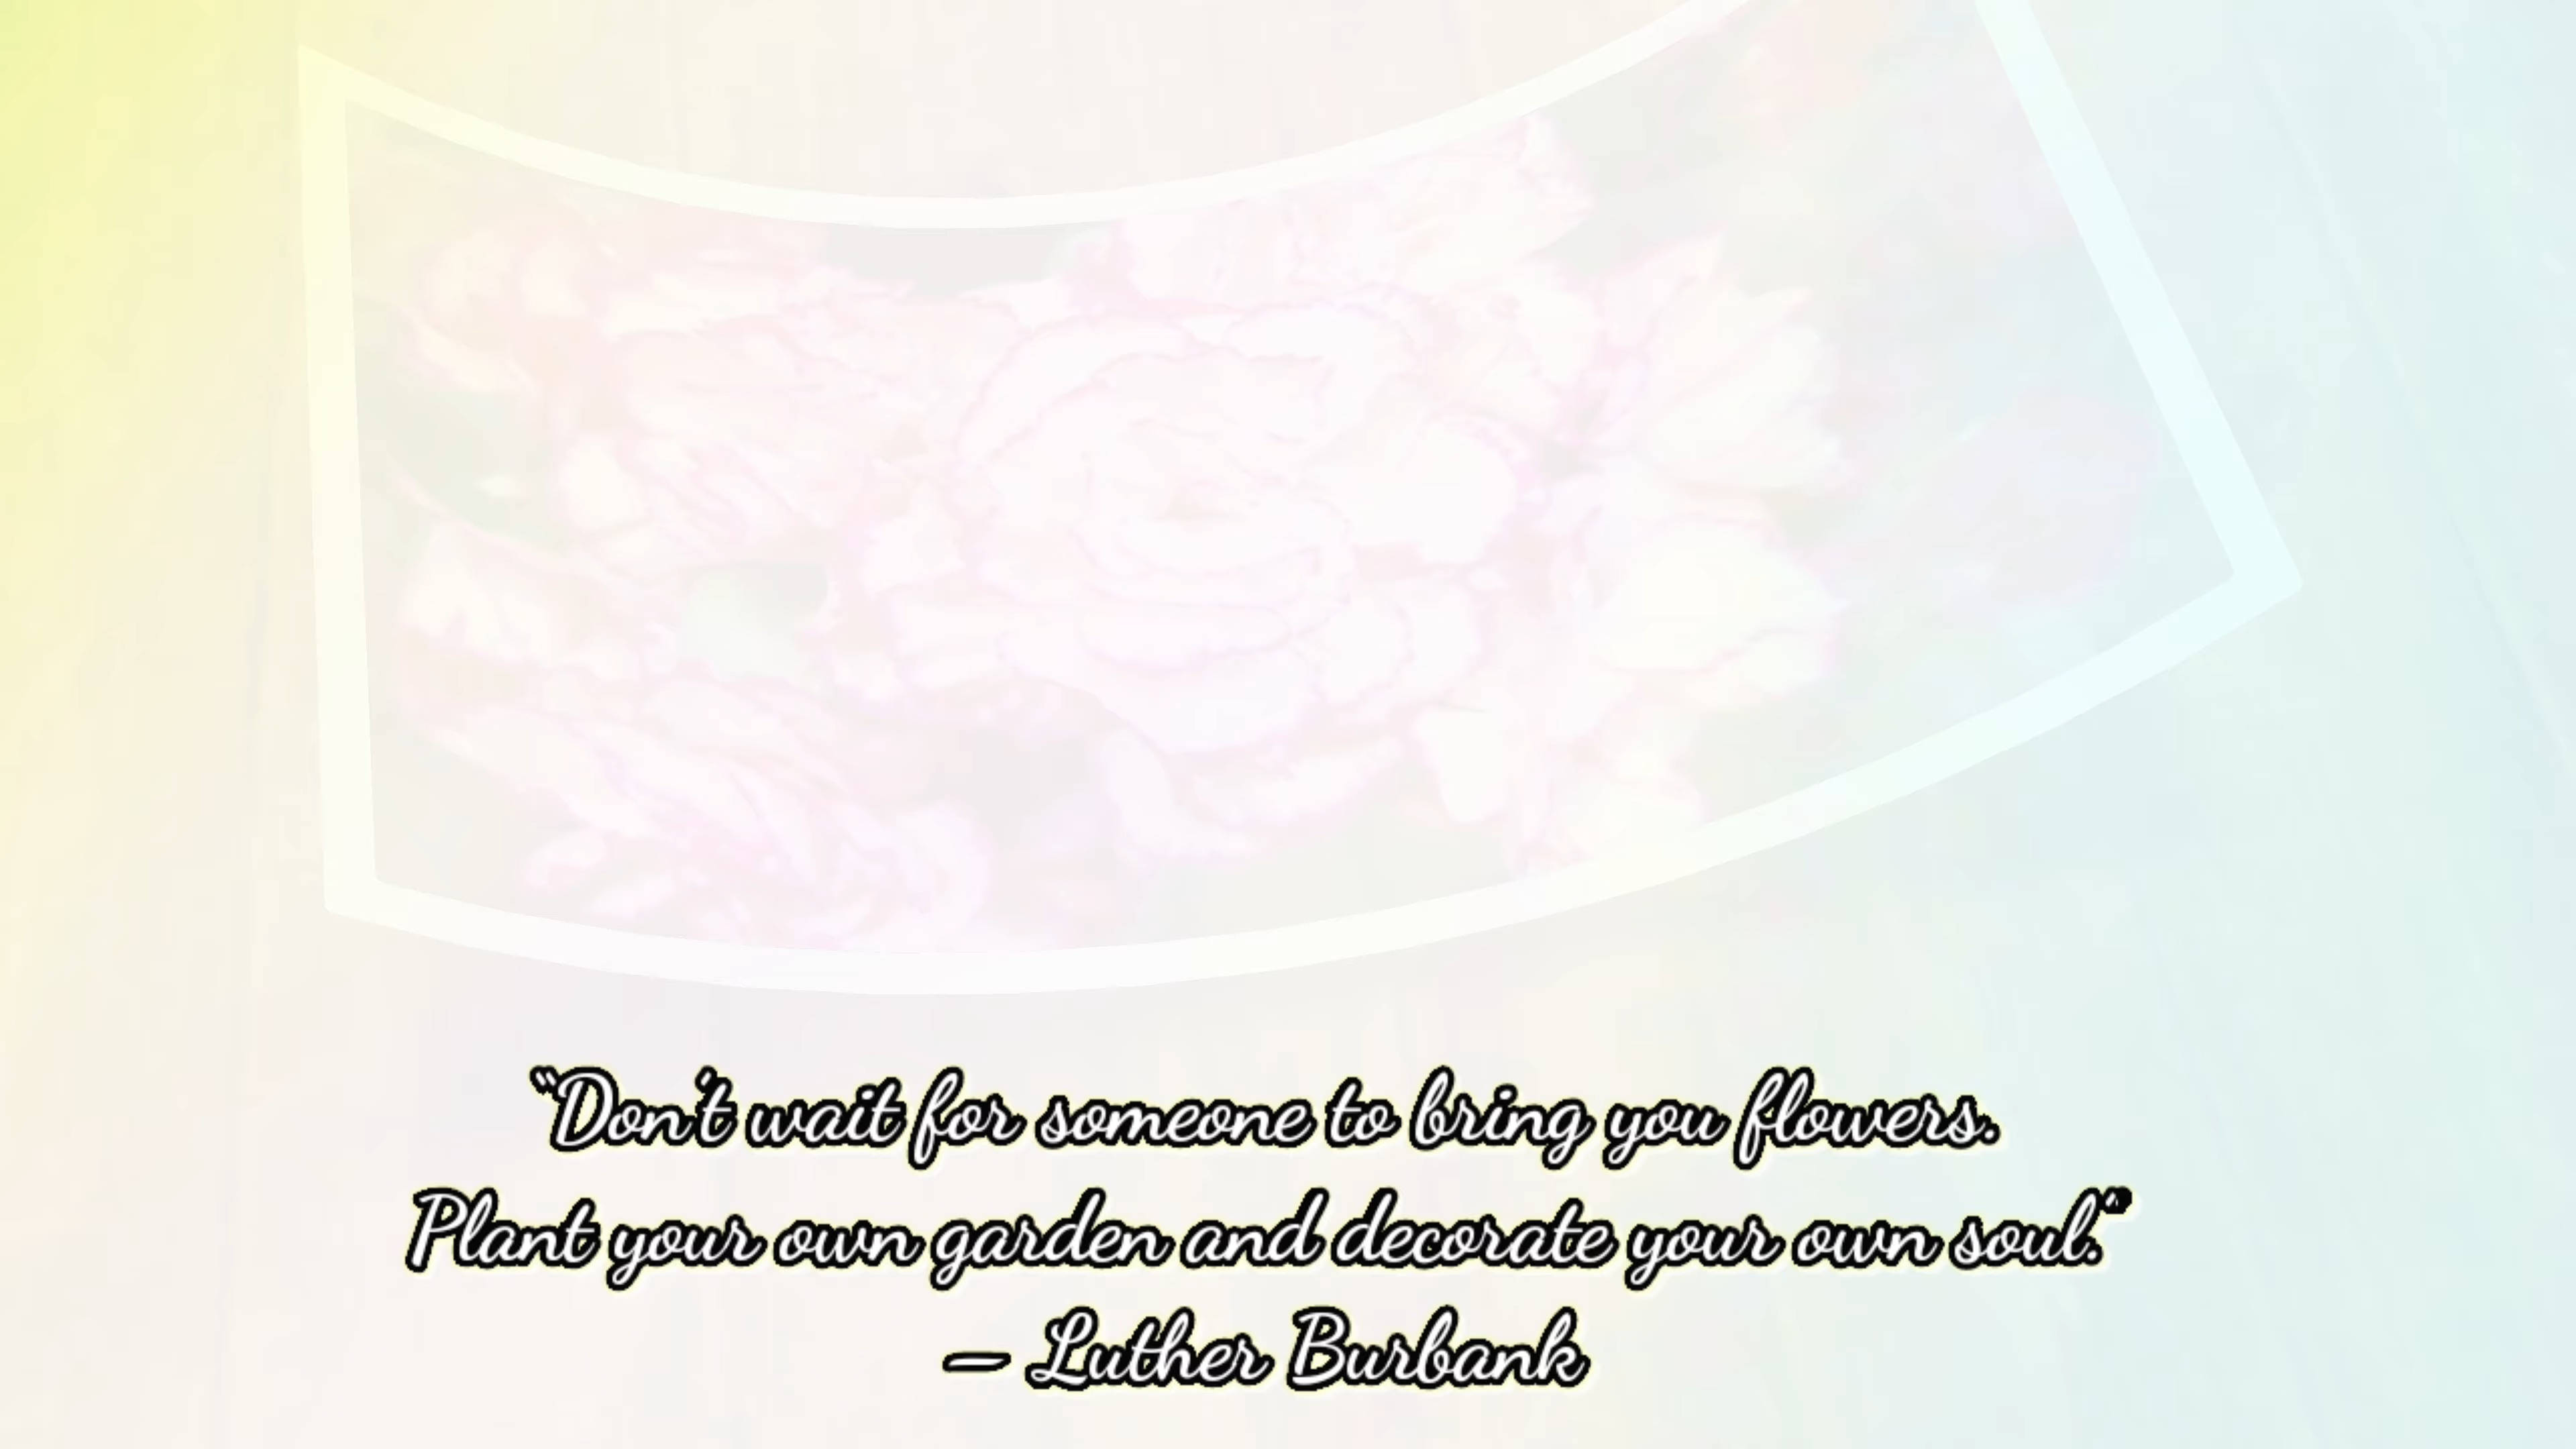 “Don't wait for someone to bring you flowers.
Plant your own garden and decorate your own soul.”
— Luther Burbank